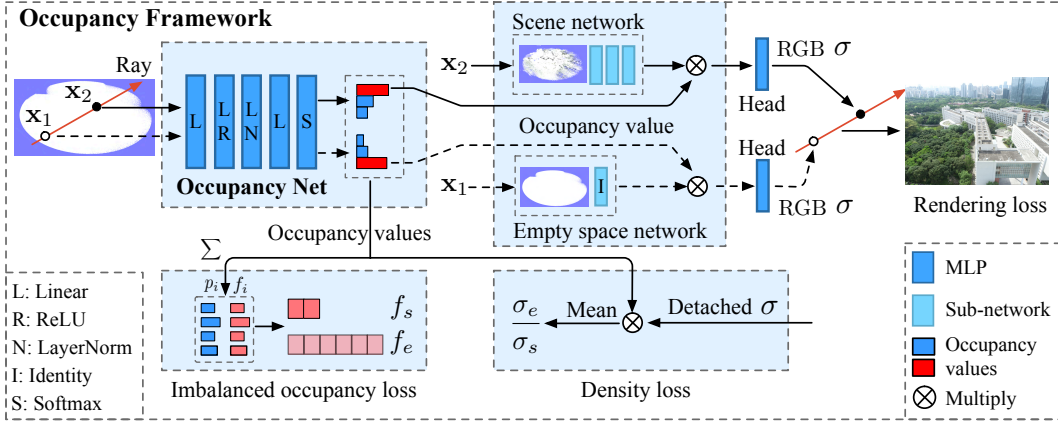 Occupancy Framework
Ray
x₁
x₂
L
L R
L N
L
S
Occupancy Net
Scene network
x₂
Occupancy value
x₁
I
Empty space network
Head
RGB σ
Head
RGB σ
Rendering loss
Σ
Occupancy values
pᵢ
fᵢ
fₛ
fₑ
Imbalanced occupancy loss
σₑ
σₛ
Mean
Detached σ
Density loss
L: Linear
R: ReLU
N: LayerNorm
I: Identity
S: Softmax
MLP
Sub-network
Occupancy
values
Multiply